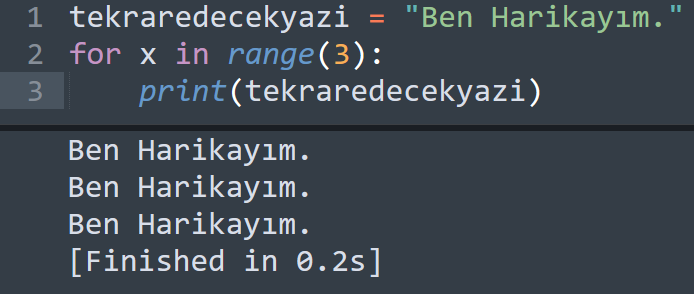 1 tekraredecekyazi = "Ben Harikayım."
2 for x in range(3):
3     print(tekraredecekyazi)
Ben Harikayım.
Ben Harikayım.
Ben Harikayım.
[Finished in 0.2s]